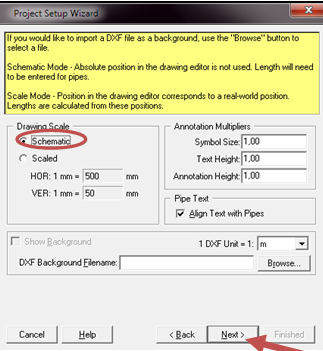 Project Setup Wizard
If you would like to import a DXF file as a background, use the "Browse" button to
select a file.
Schematic Mode - Absolute position in the drawing editor is not used. Length will need
to be entered for pipes.
Scale Mode - Position in the drawing editor corresponds to a real-world position.
Lengths are calculated from these positions.
Drawing Scale
Schematic
Scaled
HOR: 1 mm = 500 mm
VER: 1 mm = 50 mm
Annotation Multipliers
Symbol Size: 1,00
Text Height: 1,00
Annotation Height: 1,00
Pipe Text
Align Text with Pipes
Show Background
1 DXF Unit = 1: m
DXF Background Filename:
Browse...
Cancel Help < Back Next > Finished